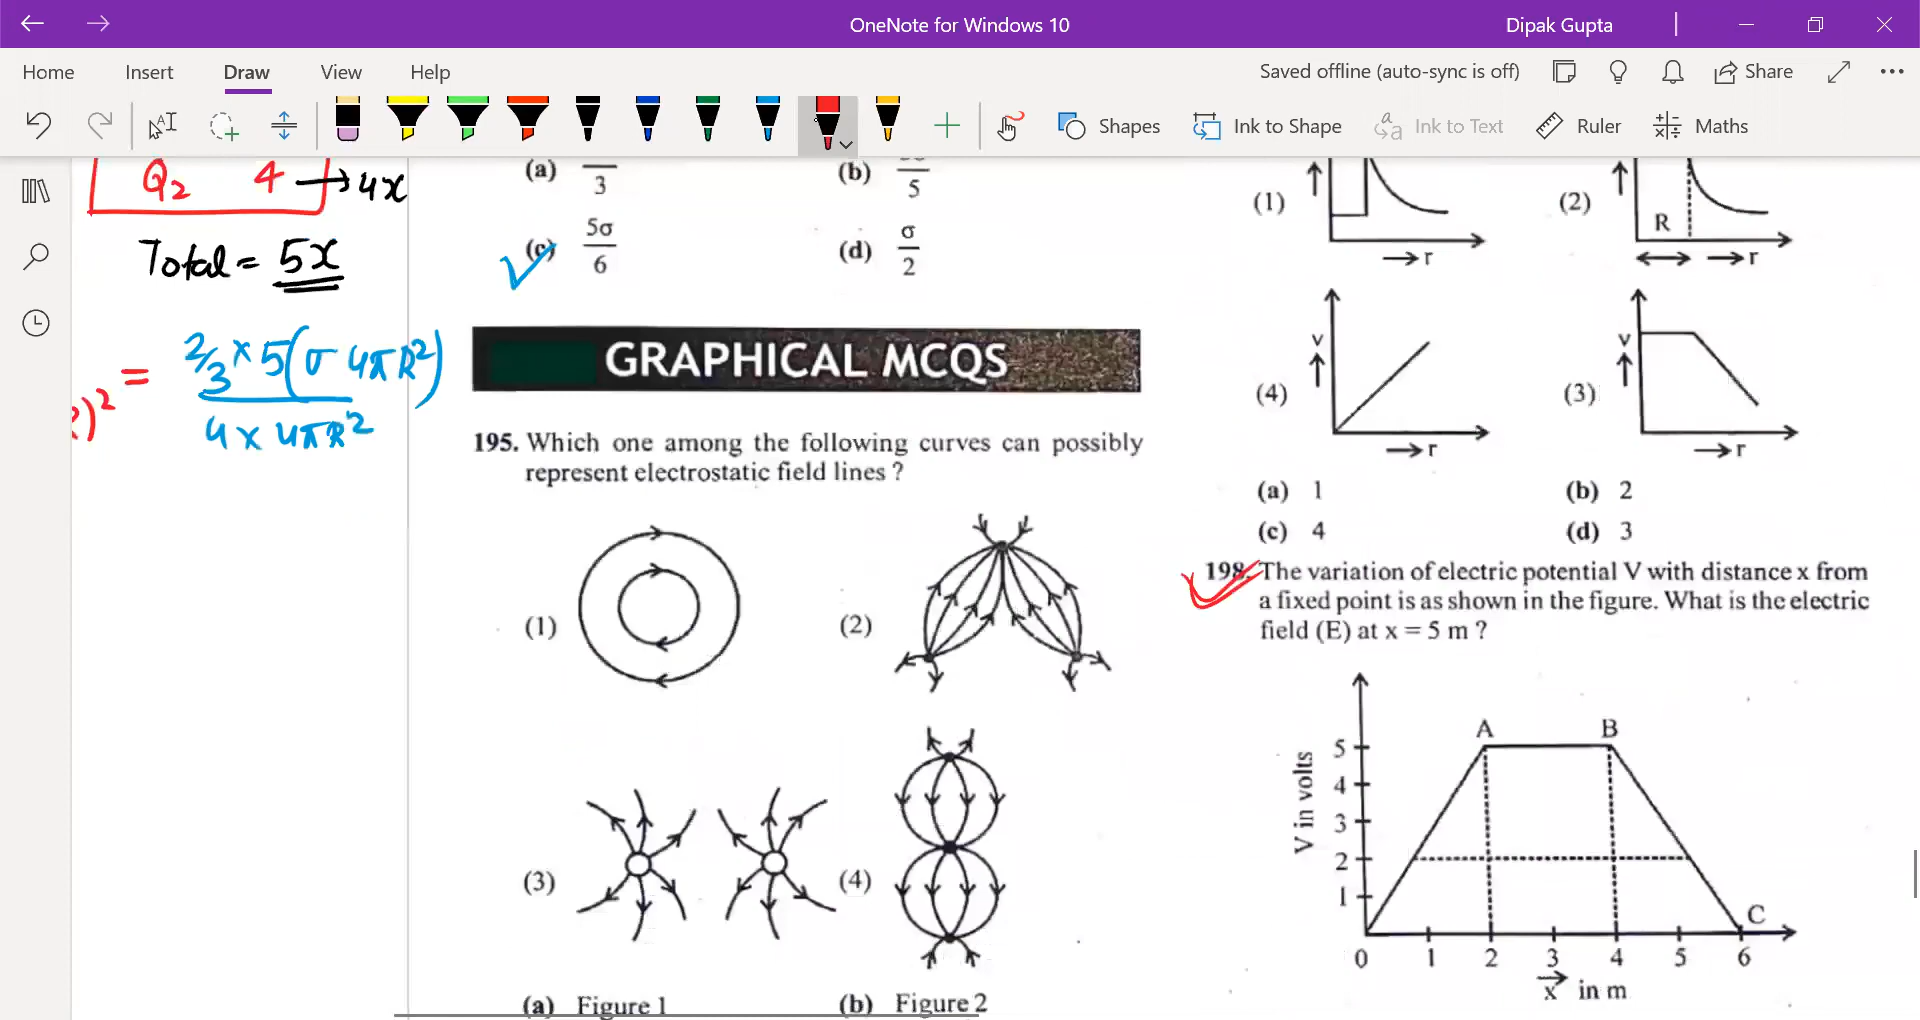 OneNote for Windows 10
Dipak Gupta
Home Insert Draw View Help
Saved offline (auto-sync is off)
Share
Shapes
Ink to Shape
Ink to Text
Ruler
Maths
Q2 4 → 4x
Total = 5x
)² = 2/3 × 5(σ 4πR²)
4 × 4πR²
(a) 3
(b) 5
(c) 5σ/6
(d) σ/2
GRAPHICAL MCQS
195. Which one among the following curves can possibly
represent electrostatic field lines ?
(1)
(2)
(3)
(4)
(a) Figure 1
(b) Figure 2
(1) → r
(2) R → r
(4) V → r
(3) V → r
(a) 1
(b) 2
(c) 4
(d) 3
198. The variation of electric potential V with distance x from
a fixed point is as shown in the figure. What is the electric
field (E) at x = 5 m ?
A B
V in volts
5
4
3
2
1
C
0 1 2 3 4 5 6
x in m